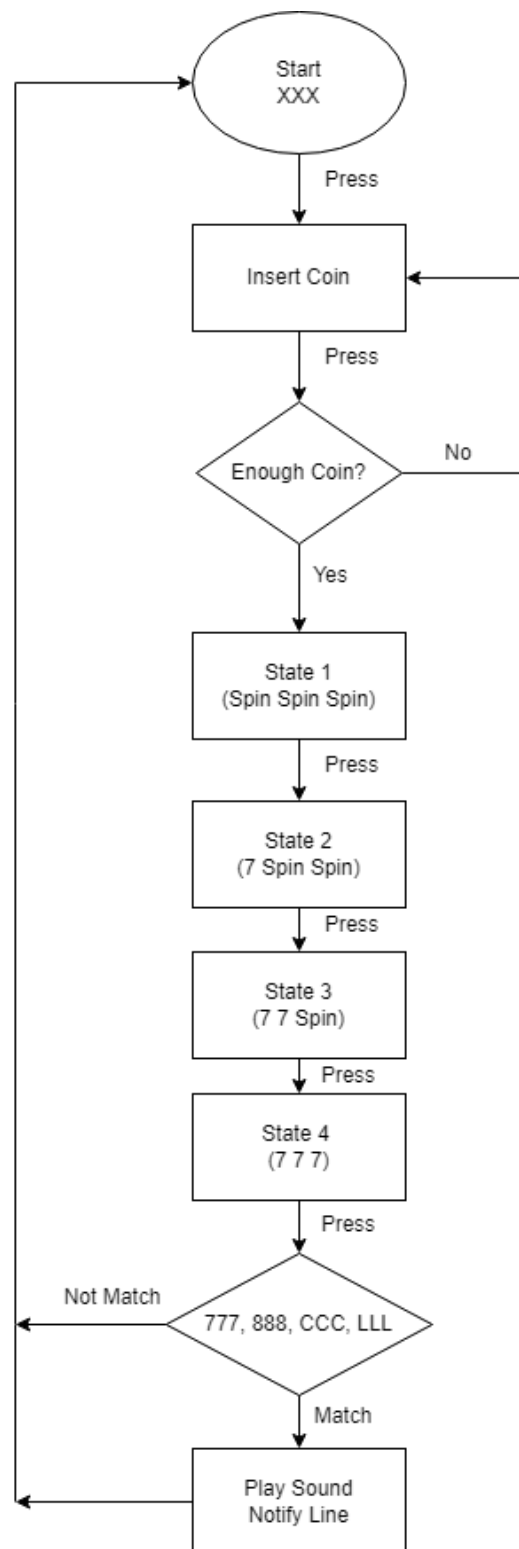 Start
XXX
Press
Insert Coin
Press
Enough Coin?
No
Yes
State 1
(Spin Spin Spin)
Press
State 2
(7 Spin Spin)
Press
State 3
(7 7 Spin)
Press
State 4
(7 7 7)
Press
Not Match
777, 888, CCC, LLL
Match
Play Sound
Notify Line